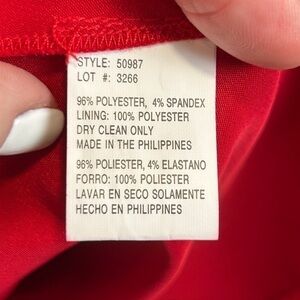 STYLE: 50987
LOT #: 3266
96% POLYESTER, 4% SPANDEX
LINING: 100% POLYESTER
DRY CLEAN ONLY
MADE IN THE PHILIPPINES
96% POLIESTER, 4% ELASTANO
FORRO: 100% POLIESTER
LAVAR EN SECO SOLAMENTE
HECHO EN PHILIPPINES